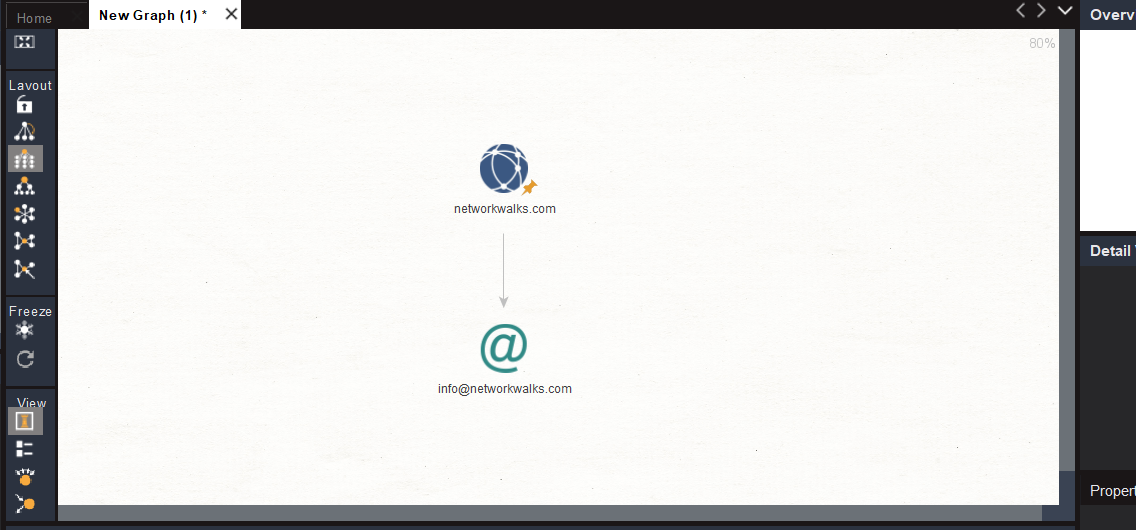 Home
New Graph (1) *
Overv
80%
Layout
networkwalks.com
Detail
Freeze
info@networkwalks.com
View
Propert